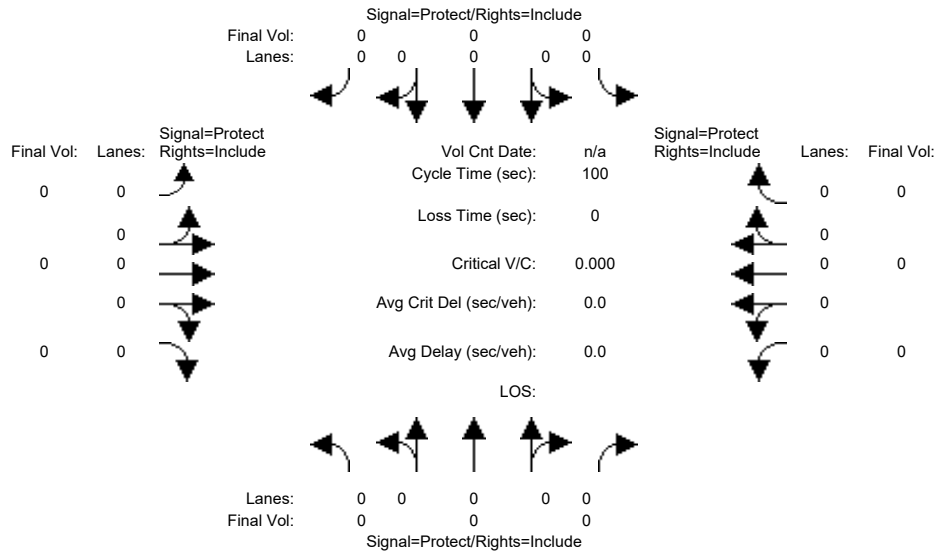 Signal=Protect/Rights=Include
Final Vol: 0 0 0
Lanes: 0 0 0 0 0
Signal=Protect Signal=Protect
Final Vol: Lanes: Rights=Include Vol Cnt Date: n/a Rights=Include Lanes: Final Vol:
Cycle Time (sec): 100
0 0 0 0
Loss Time (sec): 0
0 0
0 0 Critical V/C: 0.000 0 0
0 Avg Crit Del (sec/veh): 0.0 0
0 0 Avg Delay (sec/veh): 0.0 0 0
LOS:
Lanes: 0 0 0 0 0
Final Vol: 0 0 0
Signal=Protect/Rights=Include